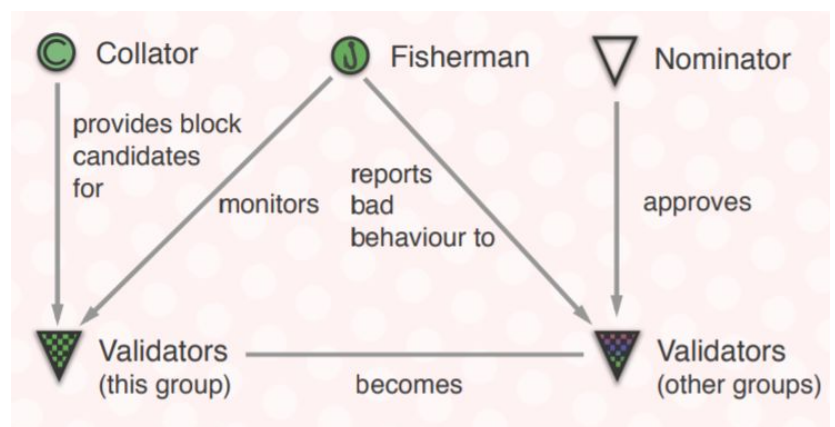 Collator
Fisherman
Nominator
provides block
candidates
for
monitors
reports
bad
behaviour to
approves
Validators
(this group)
becomes
Validators
(other groups)